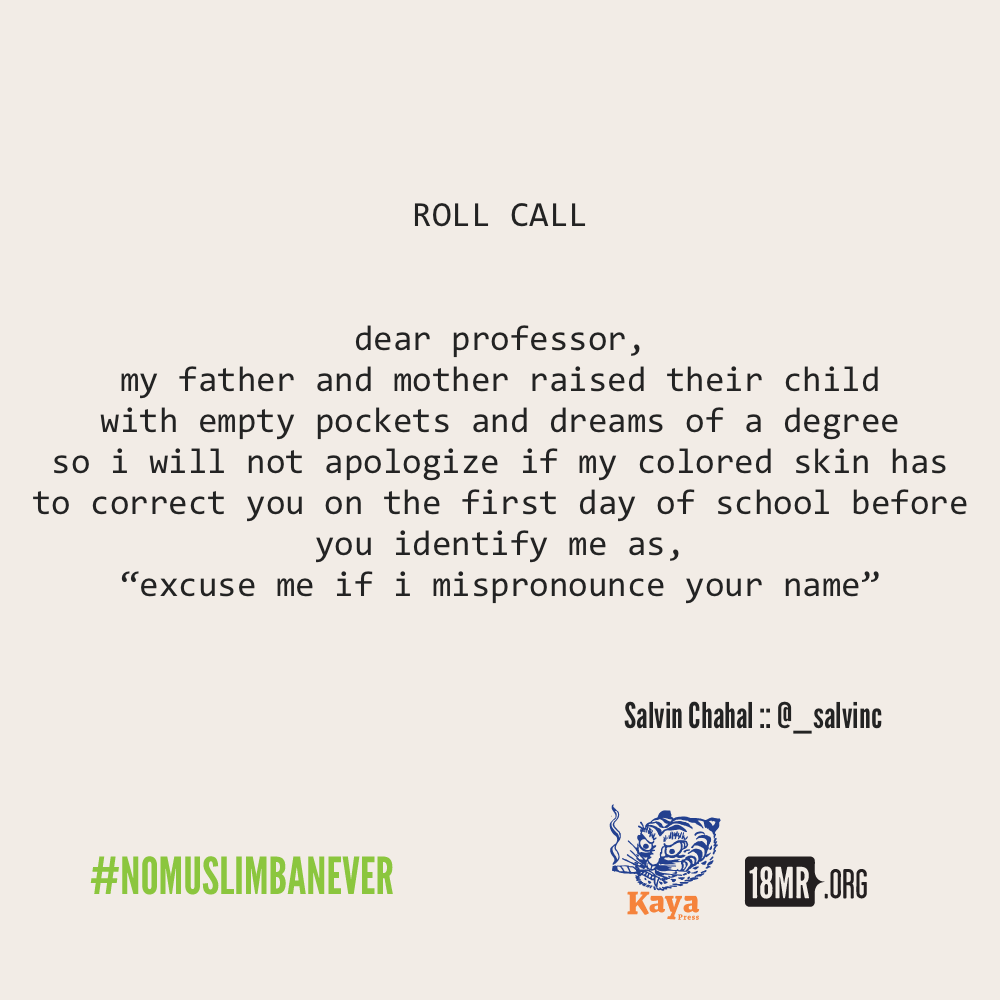 ROLL CALL
dear professor,
my father and mother raised their child
with empty pockets and dreams of a degree
so i will not apologize if my colored skin has
to correct you on the first day of school before
you identify me as,
“excuse me if i mispronounce your name”
Salvin Chahal :: @_salvinc
#NOMUSLIMBANEVER
Kaya
Press
18MR.ORG